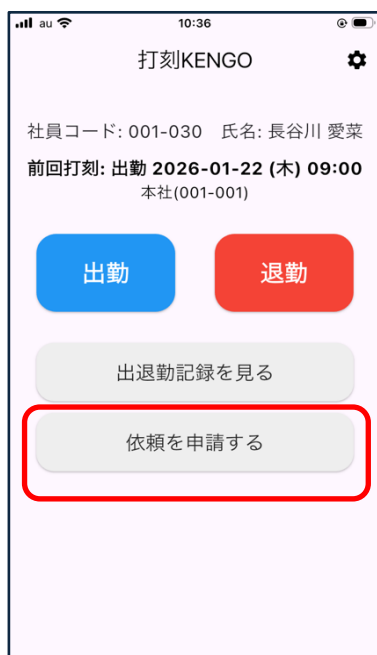 au 10:36
打刻KENGO
社員コード: 001-030 氏名: 長谷川 愛菜
前回打刻: 出勤 2026-01-22 (木) 09:00
本社(001-001)
出勤 退勤
出退勤記録を見る
依頼を申請する